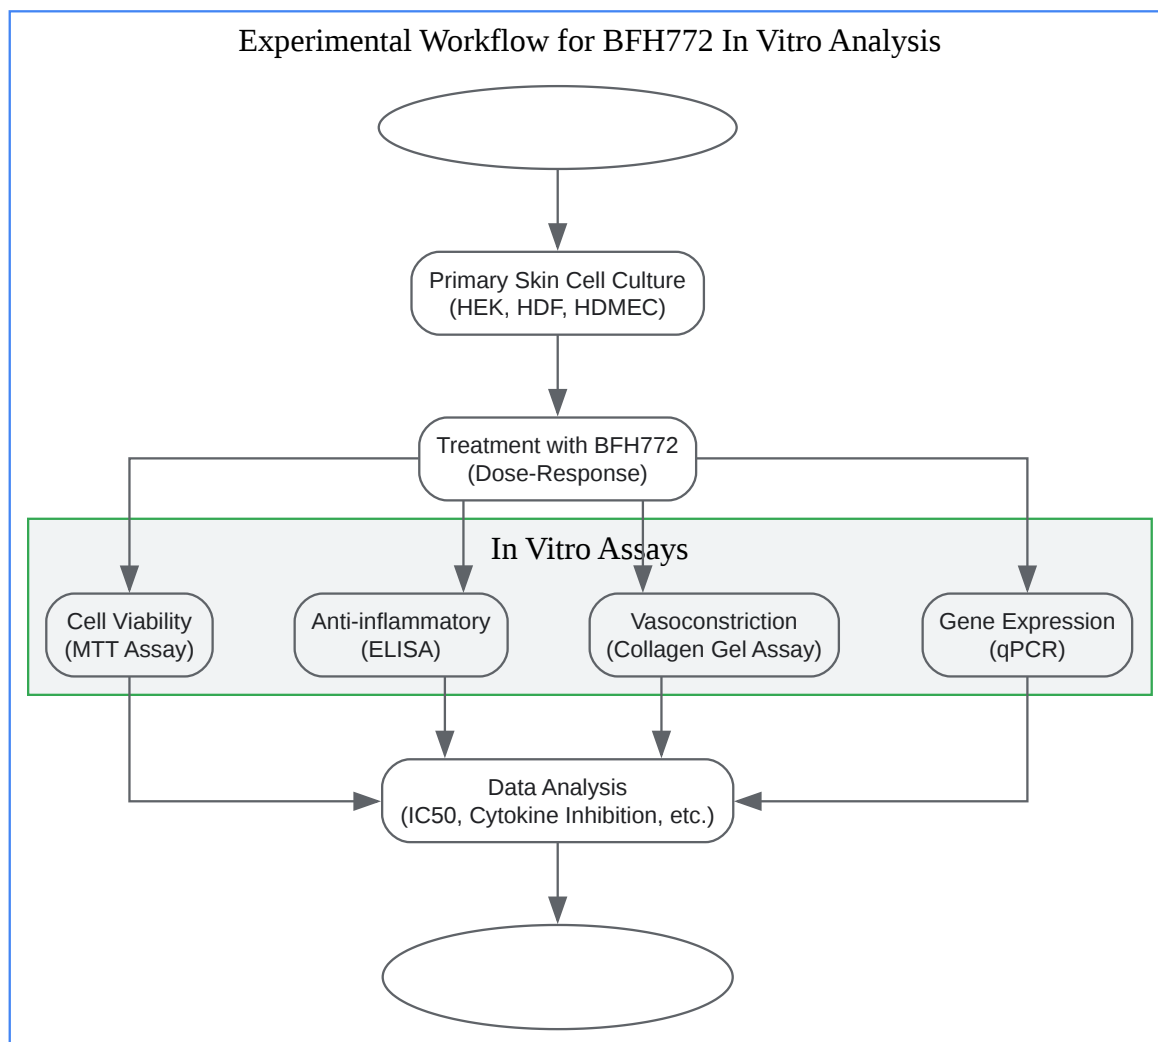 Experimental Workflow for BFH772 In Vitro Analysis
Primary Skin Cell Culture
(HEK, HDF, HDMEC)
Treatment with BFH772
(Dose-Response)
In Vitro Assays
Cell Viability
(MTT Assay)
Anti-inflammatory
(ELISA)
Vasoconstriction
(Collagen Gel Assay)
Gene Expression
(qPCR)
Data Analysis
(IC50, Cytokine Inhibition, etc.)